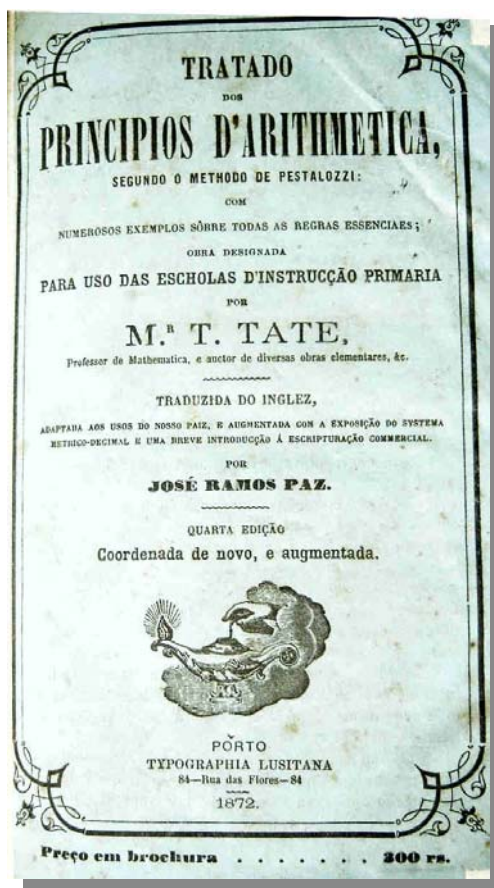 TRATADO
DOS
PRINCIPIOS D'ARITHMETICA,
SEGUNDO O METHODO DE PESTALOZZI:
COM
NUMEROSOS EXEMPLOS SÔBRE TODAS AS REGRAS ESSENCIAES;
OBRA DESIGNADA
PARA USO DAS ESCHOLAS D'INSTRUCÇÃO PRIMARIA
POR
M.R T. TATE,
Professor de Mathematica, e auctor de diversas obras elementares, &c.
TRADUZIDA DO INGLEZ,
ADAPTADA AOS USOS DO NOSSO PAIZ, E AUGMENTADA COM A EXPOSIÇÃO DO SYSTEMA
METRICO-DECIMAL E UMA BREVE INTRODUCÇÃO Á ESCRIPTURAÇÃO COMMERCIAL.
POR
JOSÉ RAMOS PAZ.
QUARTA EDIÇÃO
Coordenada de novo, e augmentada.
PORTO
TYPOGRAPHIA LUSITANA
84—Rua das Flores—84
1872.
Preço em brochura . . . . . . . 300 rs.